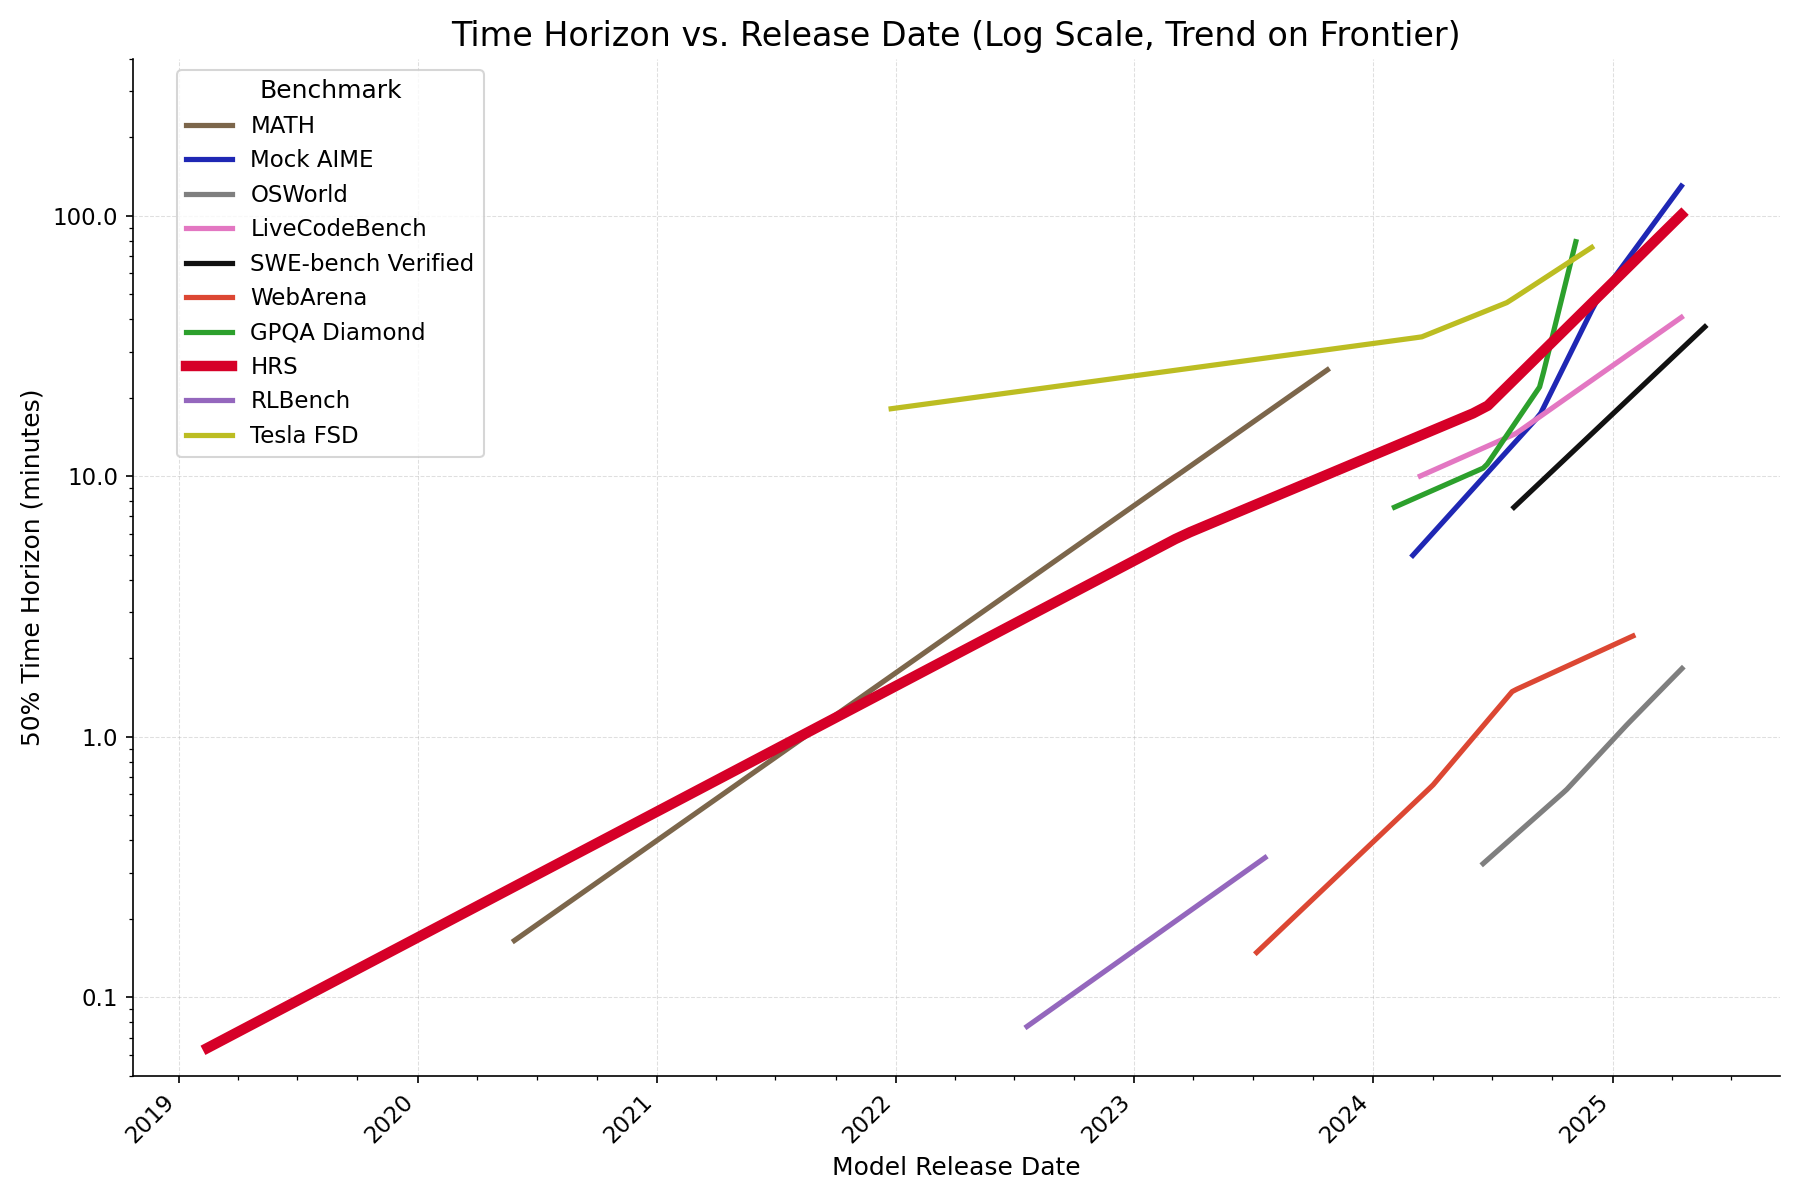 Time Horizon vs. Release Date (Log Scale, Trend on Frontier)
Benchmark
MATH
Mock AIME
OSWorld
LiveCodeBench
SWE-bench Verified
WebArena
GPQA Diamond
HRS
RLBench
Tesla FSD
50% Time Horizon (minutes)
100.0
10.0
1.0
0.1
2019
2020
2021
2022
2023
2024
2025
Model Release Date